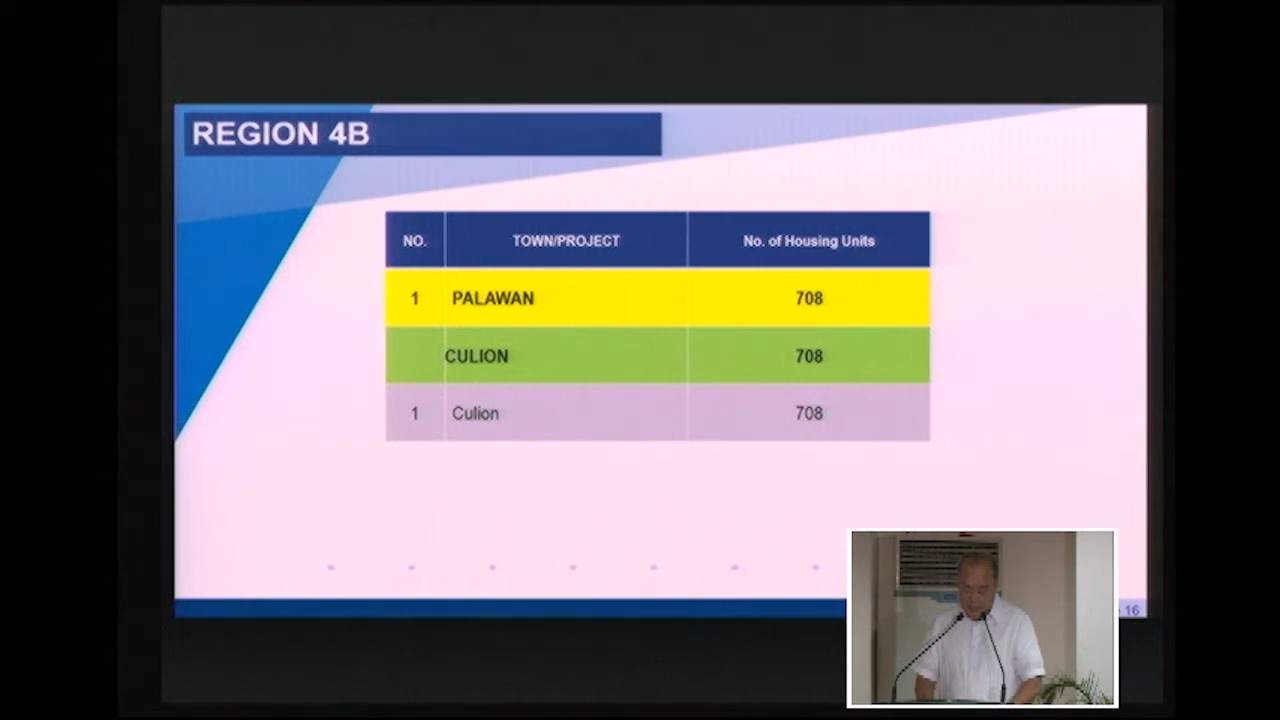 REGION 4B
NO. TOWN/PROJECT No. of Housing Units
1 PALAWAN 708
CULION 708
1 Culion 708
16